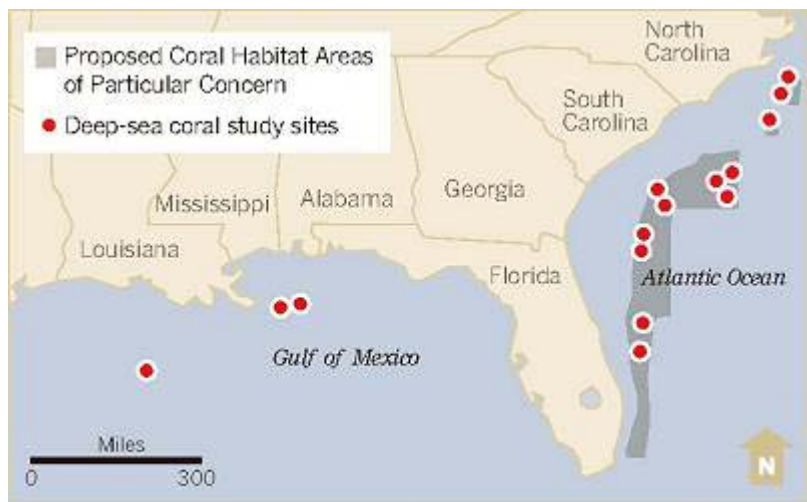 Proposed Coral Habitat Areas
of Particular Concern
Deep-sea coral study sites
North
Carolina
South
Carolina
Georgia
Alabama
Mississippi
Louisiana
Florida
Atlantic Ocean
Gulf of Mexico
Miles
0 300
N